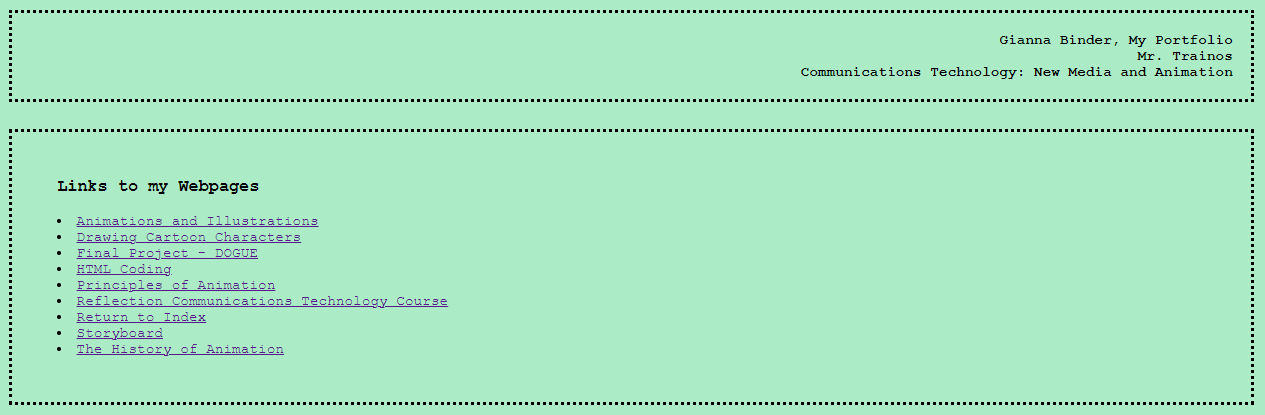 Gianna Binder, My Portfolio
Mr. Trainos
Communications Technology: New Media and Animation
Links to my Webpages
Animations and Illustrations
Drawing Cartoon Characters
Final Project - DOGUE
HTML Coding
Principles of Animation
Reflection Communications Technology Course
Return to Index
Storyboard
The History of Animation